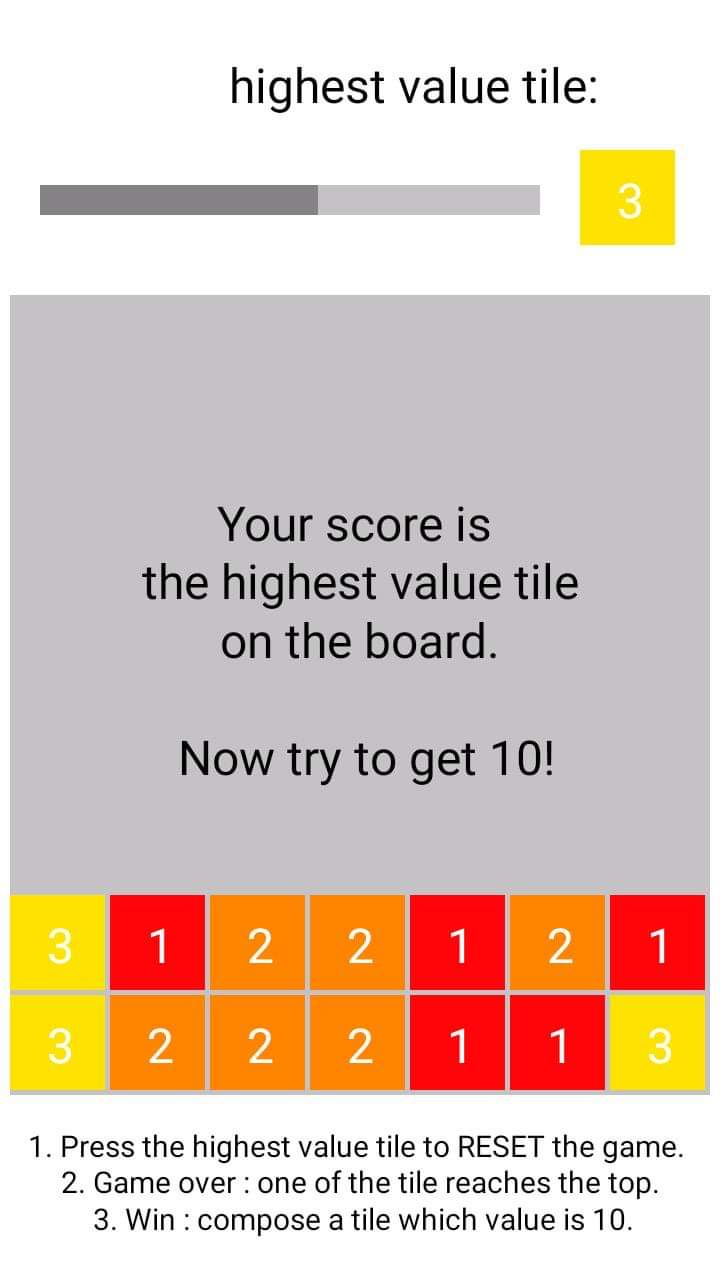 highest value tile:
3
Your score is
the highest value tile
on the board.
Now try to get 10!
3 1 2 2 1 2 1
3 2 2 2 1 1 3
1. Press the highest value tile to RESET the game.
2. Game over : one of the tile reaches the top.
3. Win : compose a tile which value is 10.